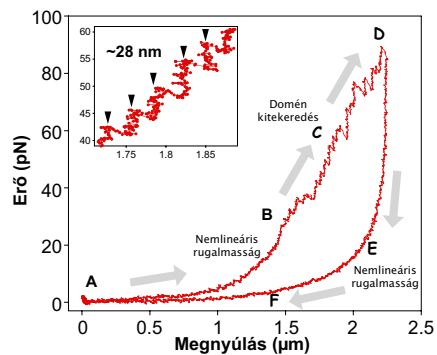 ~28 nm
60
55
50
45
40
1.75
1.8
1.85
100
80
60
40
20
0
Erő (pN)
D
Domén
kitekeredés
C
B
Nemlineáris
rugalmasság
A
E
Nemlineáris
rugalmasság
F
0
0.5
1
1.5
2
2.5
Megnyúlás (µm)